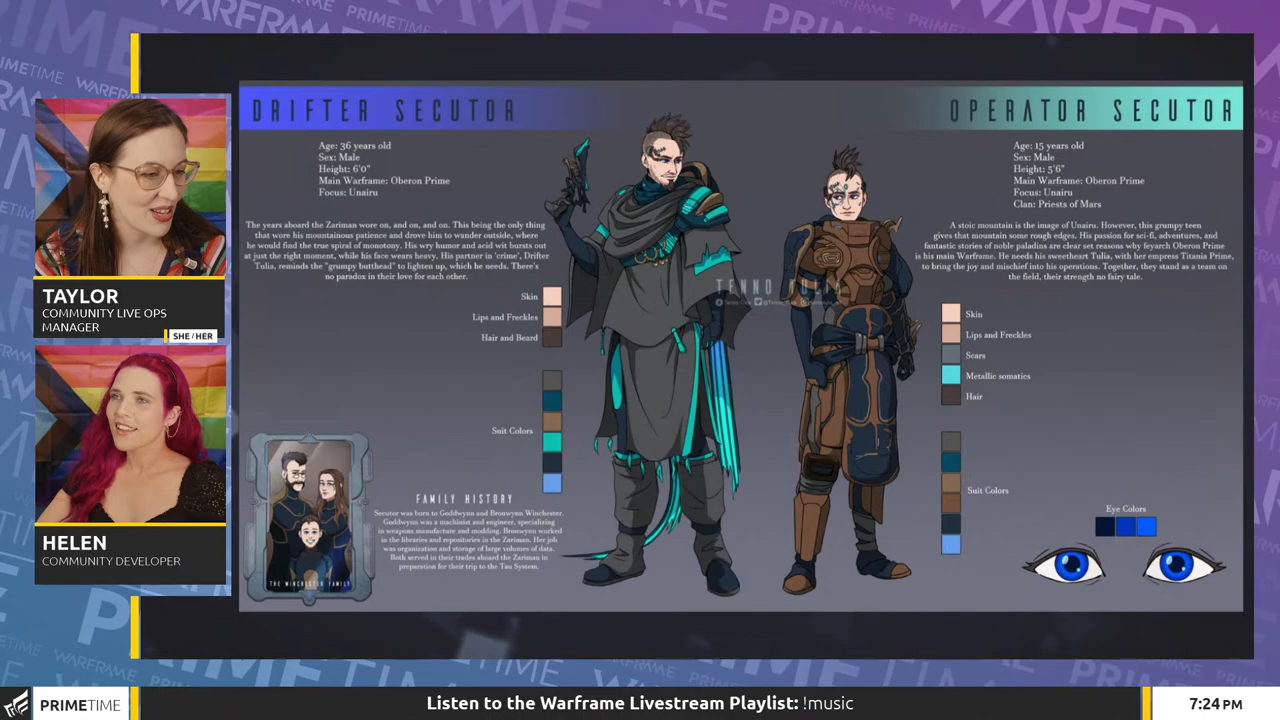 DRIFTER SECUTOR
Age: 36 years old
Sex: Male
Height: 6'0"
Main Warframe: Oberon Prime
Focus: Unairu
The years aboard the Zariman wore on, and on, and on. This being the only thing
that wore his mountainous patience and drove him to wander outside, where
he would find the true spiral of monotony. His wry humor and acid wit bursts out
at just the right moment, while his face wears heavy. His partner in 'crime', Drifter
Tulia, reminds the "grumpy butthead" to lighten up, which he needs. There's
no paradox in their love for each other.
Skin
Lips and Freckles
Hair and Beard
Suit Colors
FAMILY HISTORY
Secutor was born to Goddwynn and Bronwynn Winchester.
Goddwynn was a machinist and engineer, specializing
in weapons manufacture and modding. Bronwynn worked
in the libraries and repositories in the Zariman. Her job
was organization and storage of large volumes of data.
Both served in their trades aboard the Zariman in
preparation for their trip to the Tau System.
THE WINCHESTER FAMILY
TENNO TULIA
OPERATOR SECUTOR
Age: 15 years old
Sex: Male
Height: 5'6"
Main Warframe: Oberon Prime
Focus: Unairu
Clan: Priests of Mars
A stoic mountain is the image of Unairu. However, this grumpy teen
gives that mountain some rough edges. His passion for sci-fi, adventures, and
fantastic stories of noble paladins are clear set reasons why feyarch Oberon Prime
is his main Warframe. He needs his sweetheart Tulia, with her empress Titania Prime,
to bring the joy and mischief into his operations. Together, they stand as a team on
the field, their strength no fairy tale.
Skin
Lips and Freckles
Scars
Metallic somatics
Hair
Suit Colors
Eye Colors
TAYLOR
COMMUNITY LIVE OPS
MANAGER
SHE/HER
HELEN
COMMUNITY DEVELOPER
PRIMETIME
Listen to the Warframe Livestream Playlist: !music
7:24 PM